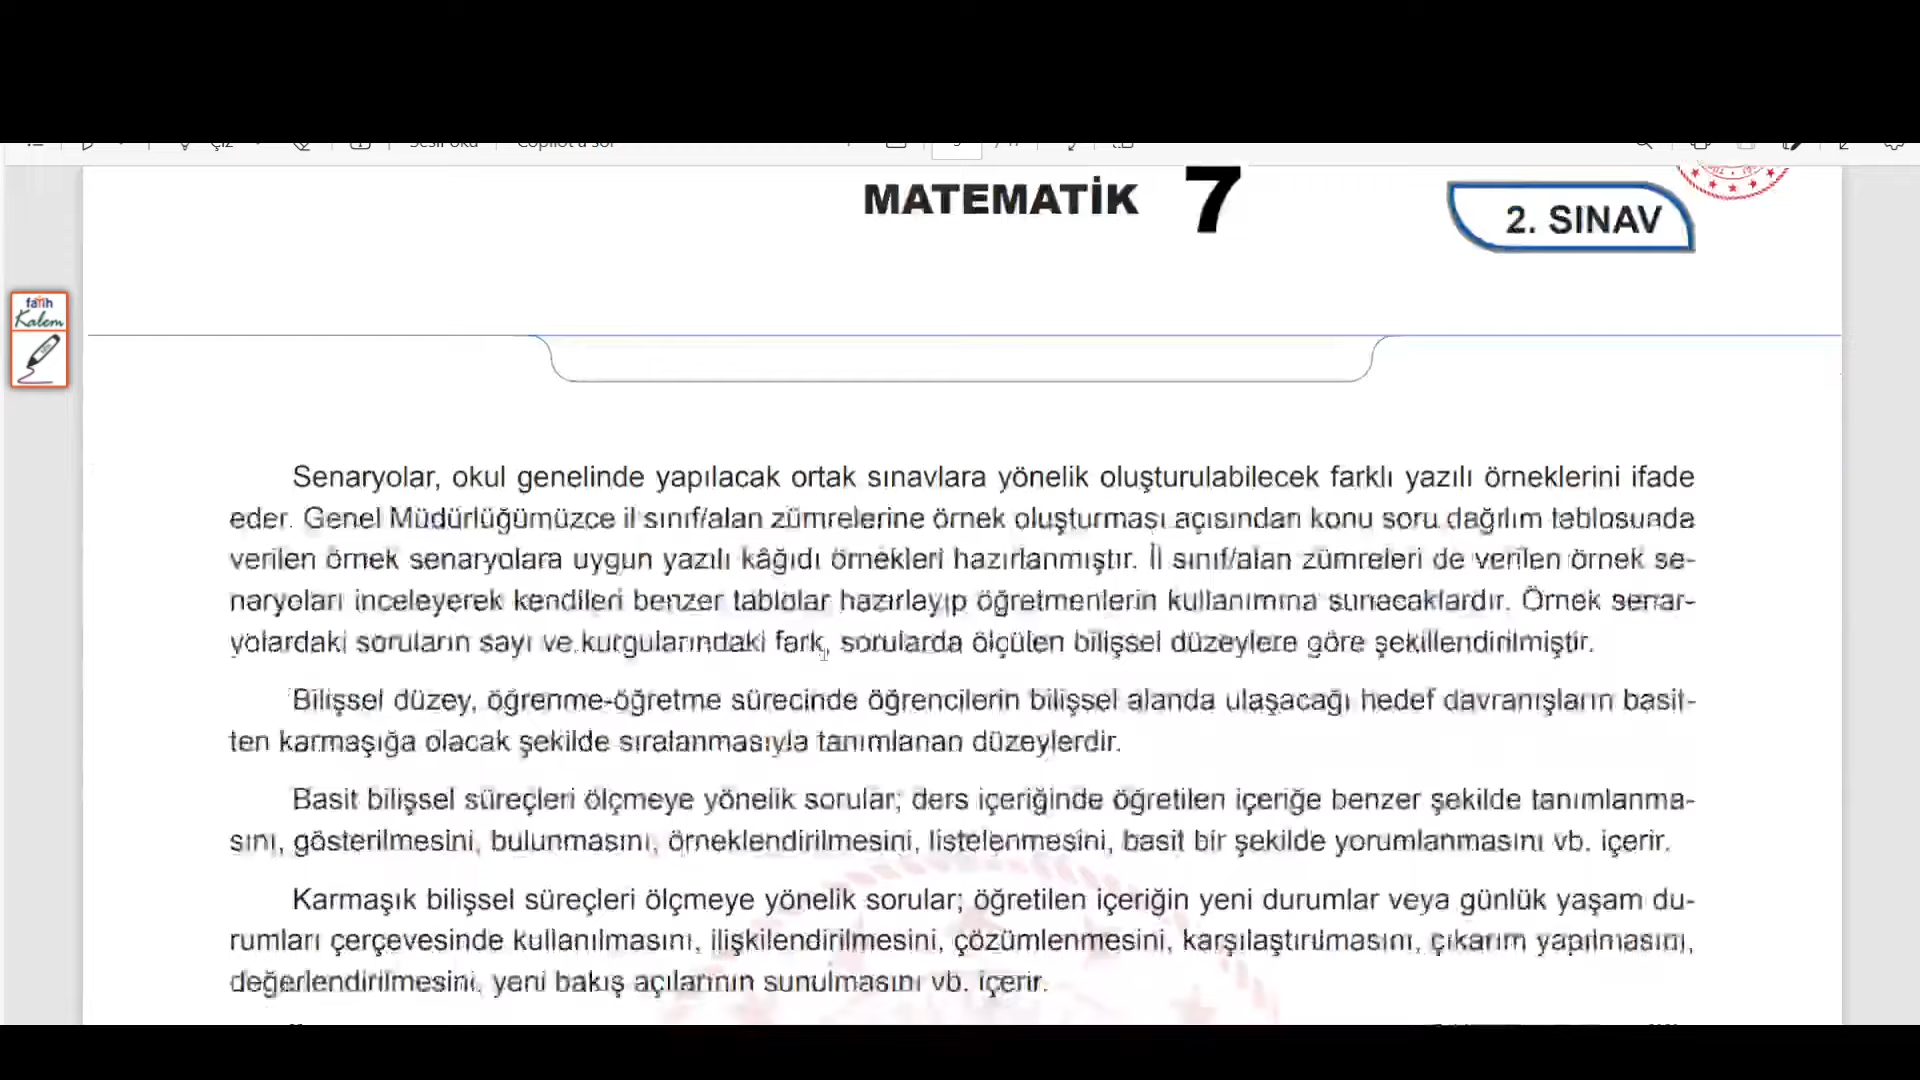 Çiz
Sesli oku
Copilot'a sor
MATEMATİK 7
2. SINAV
fatih
Kalem
Senaryolar, okul genelinde yapılacak ortak sınavlara yönelik oluşturulabilecek farklı yazılı örneklerini ifade
eder. Genel Müdürlüğümüzce il sınıf/alan zümrelerine örnek oluşturması açısından konu soru dağılım tablosunda
verilen örnek senaryolara uygun yazılı kâğıdı örnekleri hazırlanmıştır. İl sınıf/alan zümreleri de verilen örnek se-
naryoları inceleyerek kendileri benzer tablolar hazırlayıp öğretmenlerin kullanımına sunacaklardır. Örnek senar-
yolardaki soruların sayı ve kurgularındaki fark, sorularda ölçülen bilişsel düzeylere göre şekillendirilmiştir.
Bilişsel düzey, öğrenme-öğretme sürecinde öğrencilerin bilişsel alanda ulaşacağı hedef davranışların basit-
ten karmaşığa olacak şekilde sıralanmasıyla tanımlanan düzeylerdir.
Basit bilişsel süreçleri ölçmeye yönelik sorular; ders içeriğinde öğretilen içeriğe benzer şekilde tanımlanma-
sını, gösterilmesini, bulunmasını, örneklendirilmesini, listelenmesini, basit bir şekilde yorumlanmasını vb. içerir.
Karmaşık bilişsel süreçleri ölçmeye yönelik sorular; öğretilen içeriğin yeni durumlar veya günlük yaşam du-
rumları çerçevesinde kullanılmasını, ilişkilendirilmesini, çözümlenmesini, karşılaştırılmasını, çıkarım yapılmasını,
değerlendirilmesini, yeni bakış açılarının sunulmasını vb. içerir.